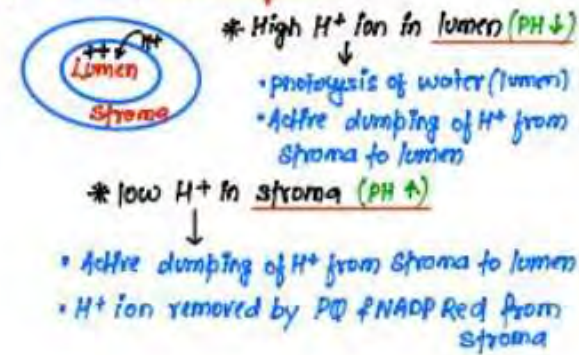 * High H+ ion in lumen (PH ↓)
++ H+
Lumen
Stroma
↓
• photolysis of water (lumen)
• Active dumping of H+ from
stroma to lumen
* low H+ in stroma (PH ↑)
↓
• Active dumping of H+ from stroma to lumen
• H+ ion removed by PQ & NADP Red from
stroma